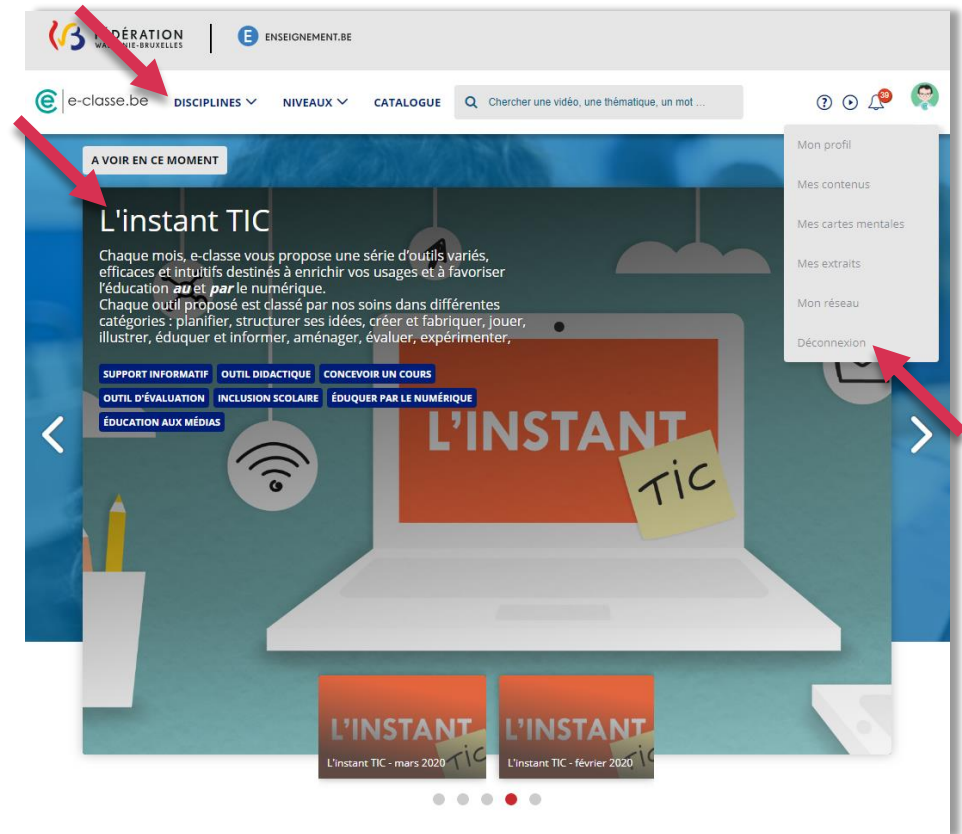 FÉDÉRATION
WALLONIE-BRUXELLES
E ENSEIGNEMENT.BE
e-classe.be DISCIPLINES NIVEAUX CATALOGUE Chercher une vidéo, une thématique, un mot ... 39
A VOIR EN CE MOMENT
Mon profil
Mes contenus
Mes cartes mentales
Mes extraits
Mon réseau
Déconnexion
L'instant TIC
Chaque mois, e-classe vous propose une série d'outils variés,
efficaces et intuitifs destinés à enrichir vos usages et à favoriser
l'éducation au et par le numérique.
Chaque outil proposé est classé par nos soins dans différentes
catégories : planifier, structurer ses idées, créer et fabriquer, jouer,
illustrer, éduquer et informer, aménager, évaluer, expérimenter,
SUPPORT INFORMATIF OUTIL DIDACTIQUE CONCEVOIR UN COURS
OUTIL D'ÉVALUATION INCLUSION SCOLAIRE ÉDUQUER PAR LE NUMÉRIQUE
ÉDUCATION AUX MÉDIAS
L'INSTANT
TIC
L'INSTANT
TIC
L'instant TIC - mars 2020
L'INSTANT
TIC
L'instant TIC - février 2020